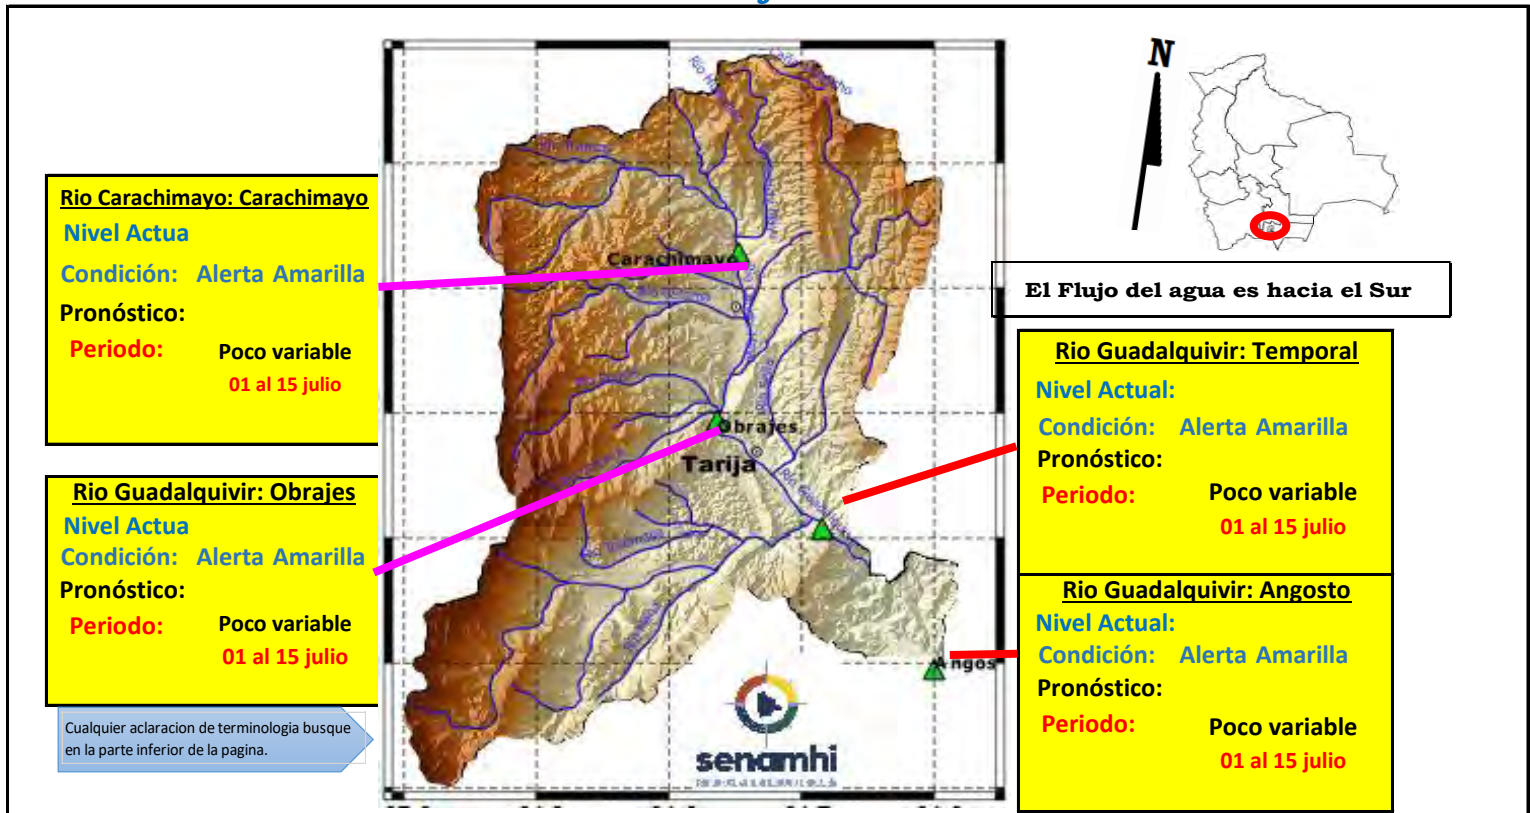 Rio Carachimayo: Carachimayo
Nivel Actua
Condición: Alerta Amarilla
Pronóstico:
Periodo: Poco variable
01 al 15 julio
Rio Guadalquivir: Obrajes
Nivel Actua
Condición: Alerta Amarilla
Pronóstico:
Periodo: Poco variable
01 al 15 julio
Cualquier aclaracion de terminologia busque
en la parte inferior de la pagina.
Carachimayo
Obrajes
Tarija
Angos
senamhi
N
El Flujo del agua es hacia el Sur
Rio Guadalquivir: Temporal
Nivel Actual:
Condición: Alerta Amarilla
Pronóstico:
Periodo: Poco variable
01 al 15 julio
Rio Guadalquivir: Angosto
Nivel Actual:
Condición: Alerta Amarilla
Pronóstico:
Periodo: Poco variable
01 al 15 julio